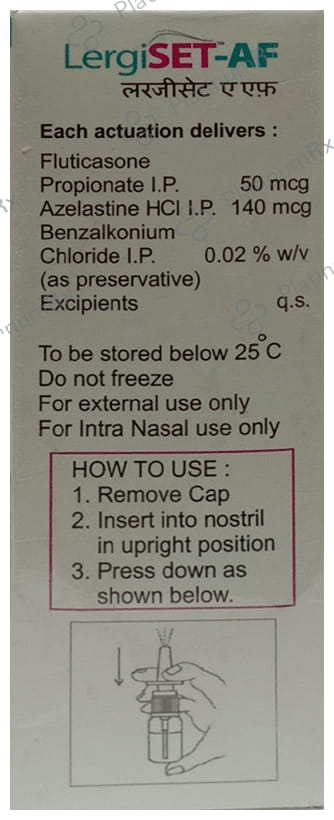 LergiSET-AF
लरजीसेट ए एफ़
Each actuation delivers :
Fluticasone
Propionate I.P. 50 mcg
Azelastine HCl I.P. 140 mcg
Benzalkonium
Chloride I.P. 0.02 % w/v
(as preservative)
Excipients q.s.
To be stored below 25°C
Do not freeze
For external use only
For Intra Nasal use only
HOW TO USE :
1. Remove Cap
2. Insert into nostril
in upright position
3. Press down as
shown below.